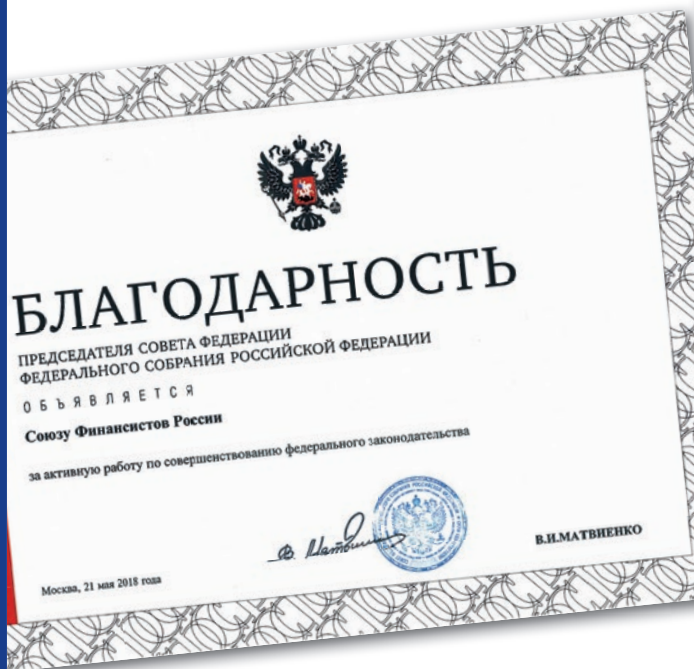 БЛАГОДАРНОСТЬ
ПРЕДСЕДАТЕЛЯ СОВЕТА ФЕДЕРАЦИИ
ФЕДЕРАЛЬНОГО СОБРАНИЯ РОССИЙСКОЙ ФЕДЕРАЦИИ
ОБЪЯВЛЯЕТСЯ
Союзу Финансистов России
за активную работу по совершенствованию федерального законодательства
В.И.МАТВИЕНКО
Москва, 21 мая 2018 года